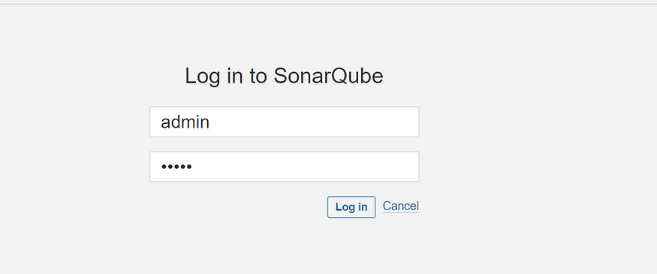 Log in to SonarQube
admin
•••••
Log in Cancel